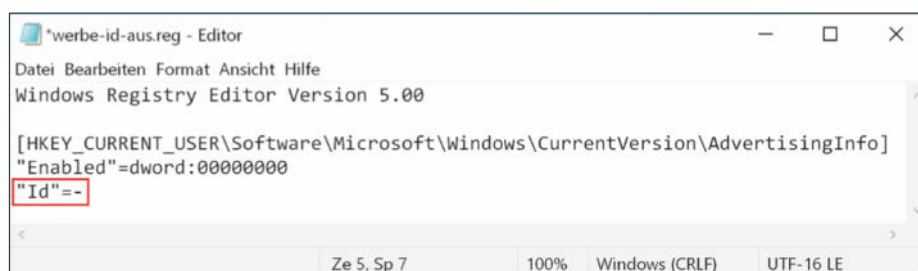 *werbe-id-aus.reg - Editor
Datei Bearbeiten Format Ansicht Hilfe
Windows Registry Editor Version 5.00
[HKEY_CURRENT_USER\Software\Microsoft\Windows\CurrentVersion\AdvertisingInfo]
"Enabled"=dword:00000000
"Id"=-
Ze 5, Sp 7 100% Windows (CRLF) UTF-16 LE